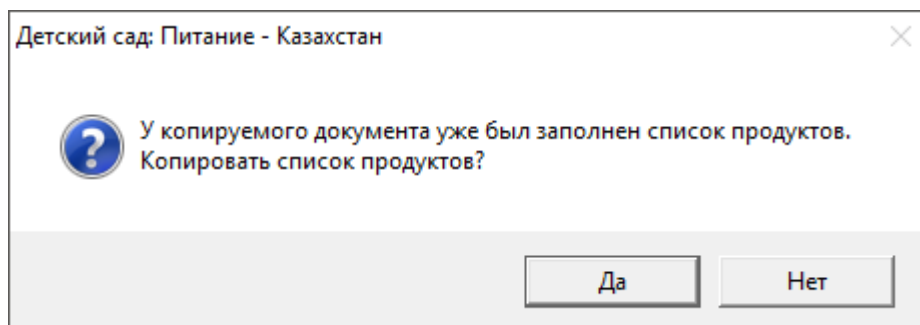 Детский сад: Питание - Казахстан
У копируемого документа уже был заполнен список продуктов.
Копировать список продуктов?
Да
Нет